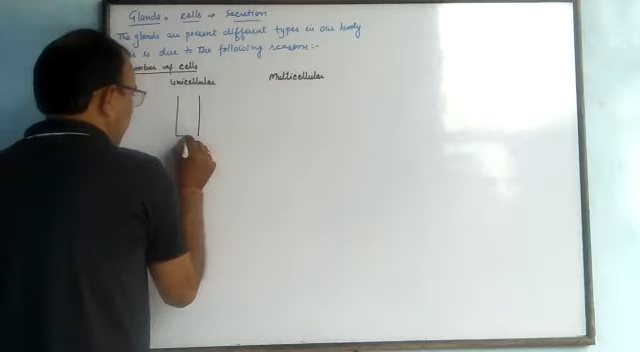 Glands. cells → Secretion
The glands are present different types in our body
is due to the following reasons:-
of cells
Unicellular Multicellular